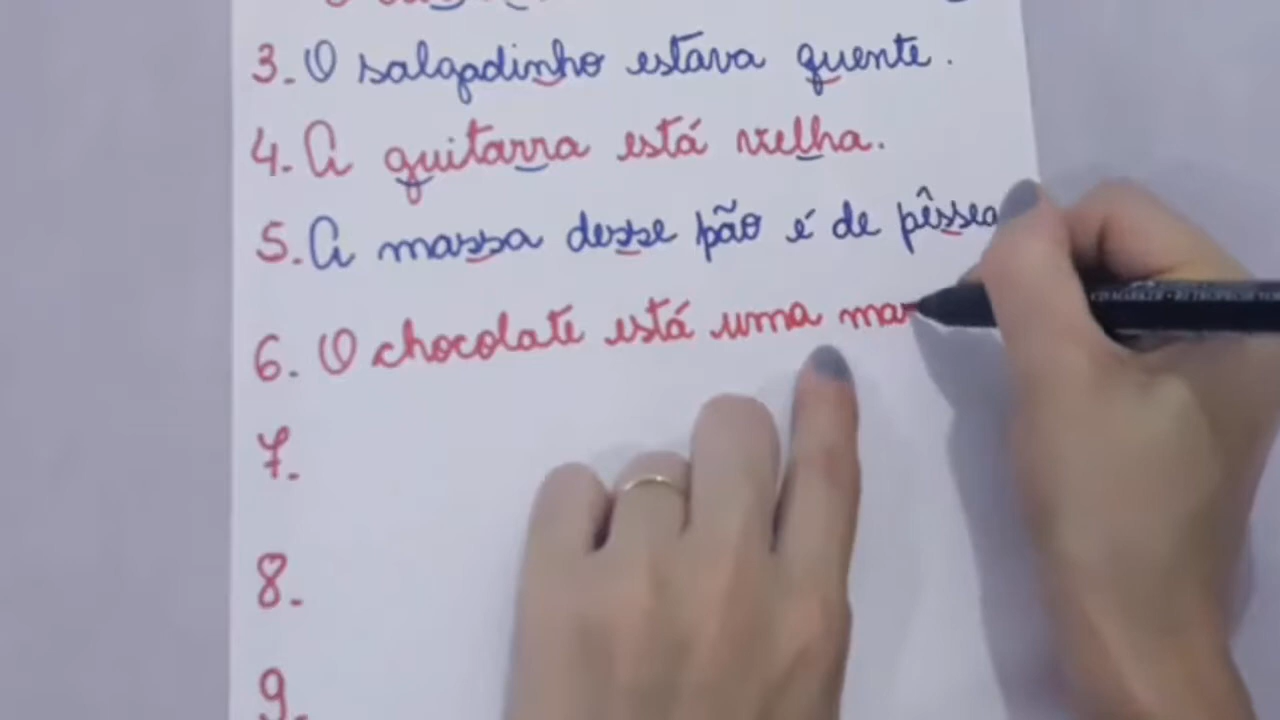 3. O salgadinho estava quente.
4. A guitarra está velha.
5. A massa desse pão é de
6. O chocolate está uma
7.
8.
9.